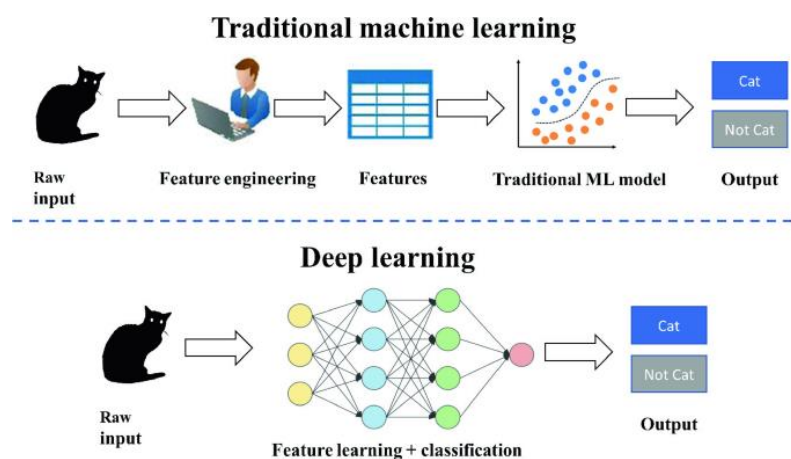 Traditional machine learning
Cat
Not Cat
Raw
input
Feature engineering
Features
Traditional ML model
Output
Deep learning
Cat
Not Cat
Raw
input
Feature learning + classification
Output